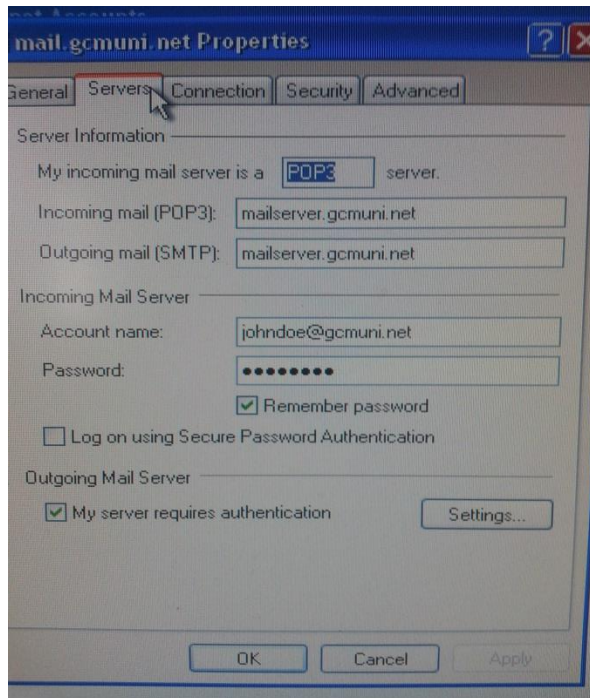 mail.gcmuni.net Properties
General Servers Connection Security Advanced
Server Information
My incoming mail server is a POP3 server.
Incoming mail (POP3): mailserver.gcmuni.net
Outgoing mail (SMTP): mailserver.gcmuni.net
Incoming Mail Server
Account name: johndoe@gcmuni.net
Password: ●●●●●●●●
Remember password
Log on using Secure Password Authentication
Outgoing Mail Server
My server requires authentication Settings...
OK Cancel Apply